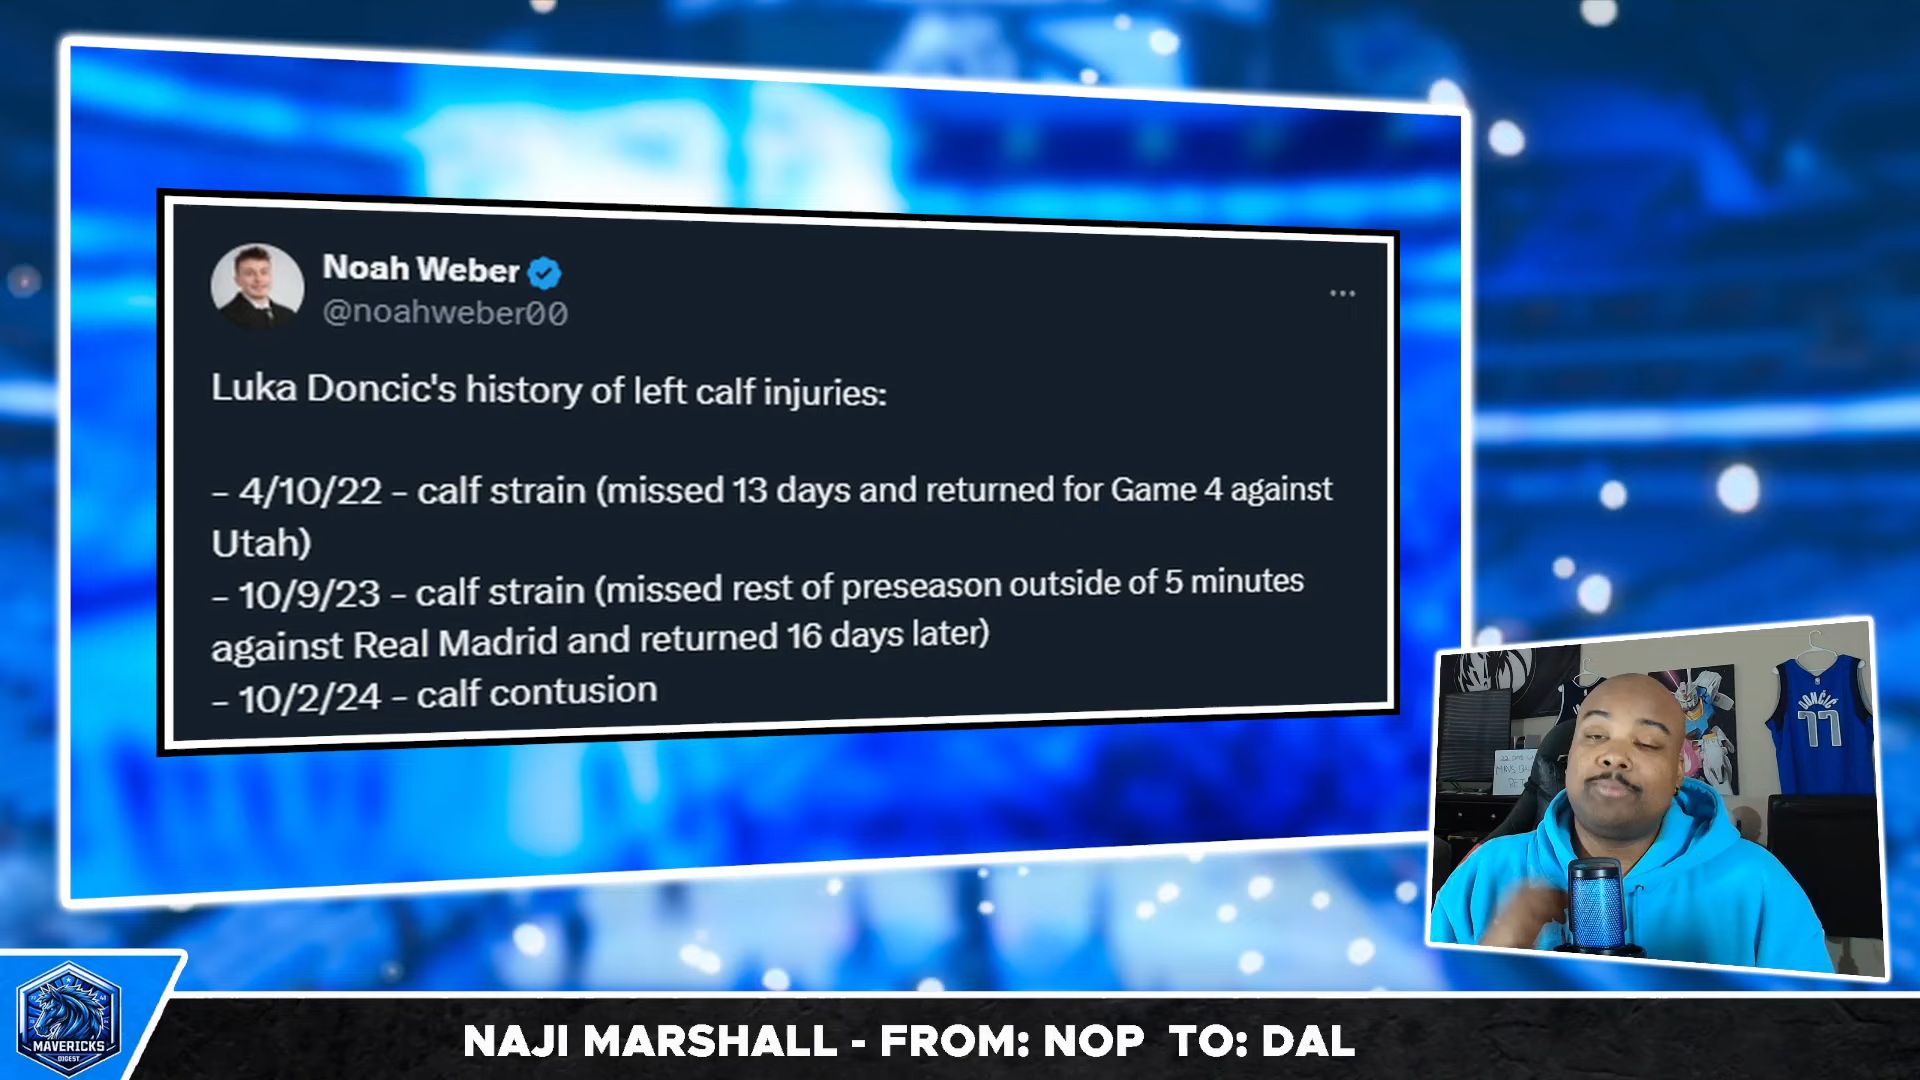 Noah Weber
@noahweber00
...
Luka Doncic's history of left calf injuries:
- 4/10/22 - calf strain (missed 13 days and returned for Game 4 against
Utah)
- 10/9/23 - calf strain (missed rest of preseason outside of 5 minutes
against Real Madrid and returned 16 days later)
- 10/2/24 - calf contusion
DONČIĆ
77
MAVERICKS
DIGEST
NAJI MARSHALL - FROM: NOP TO: DAL